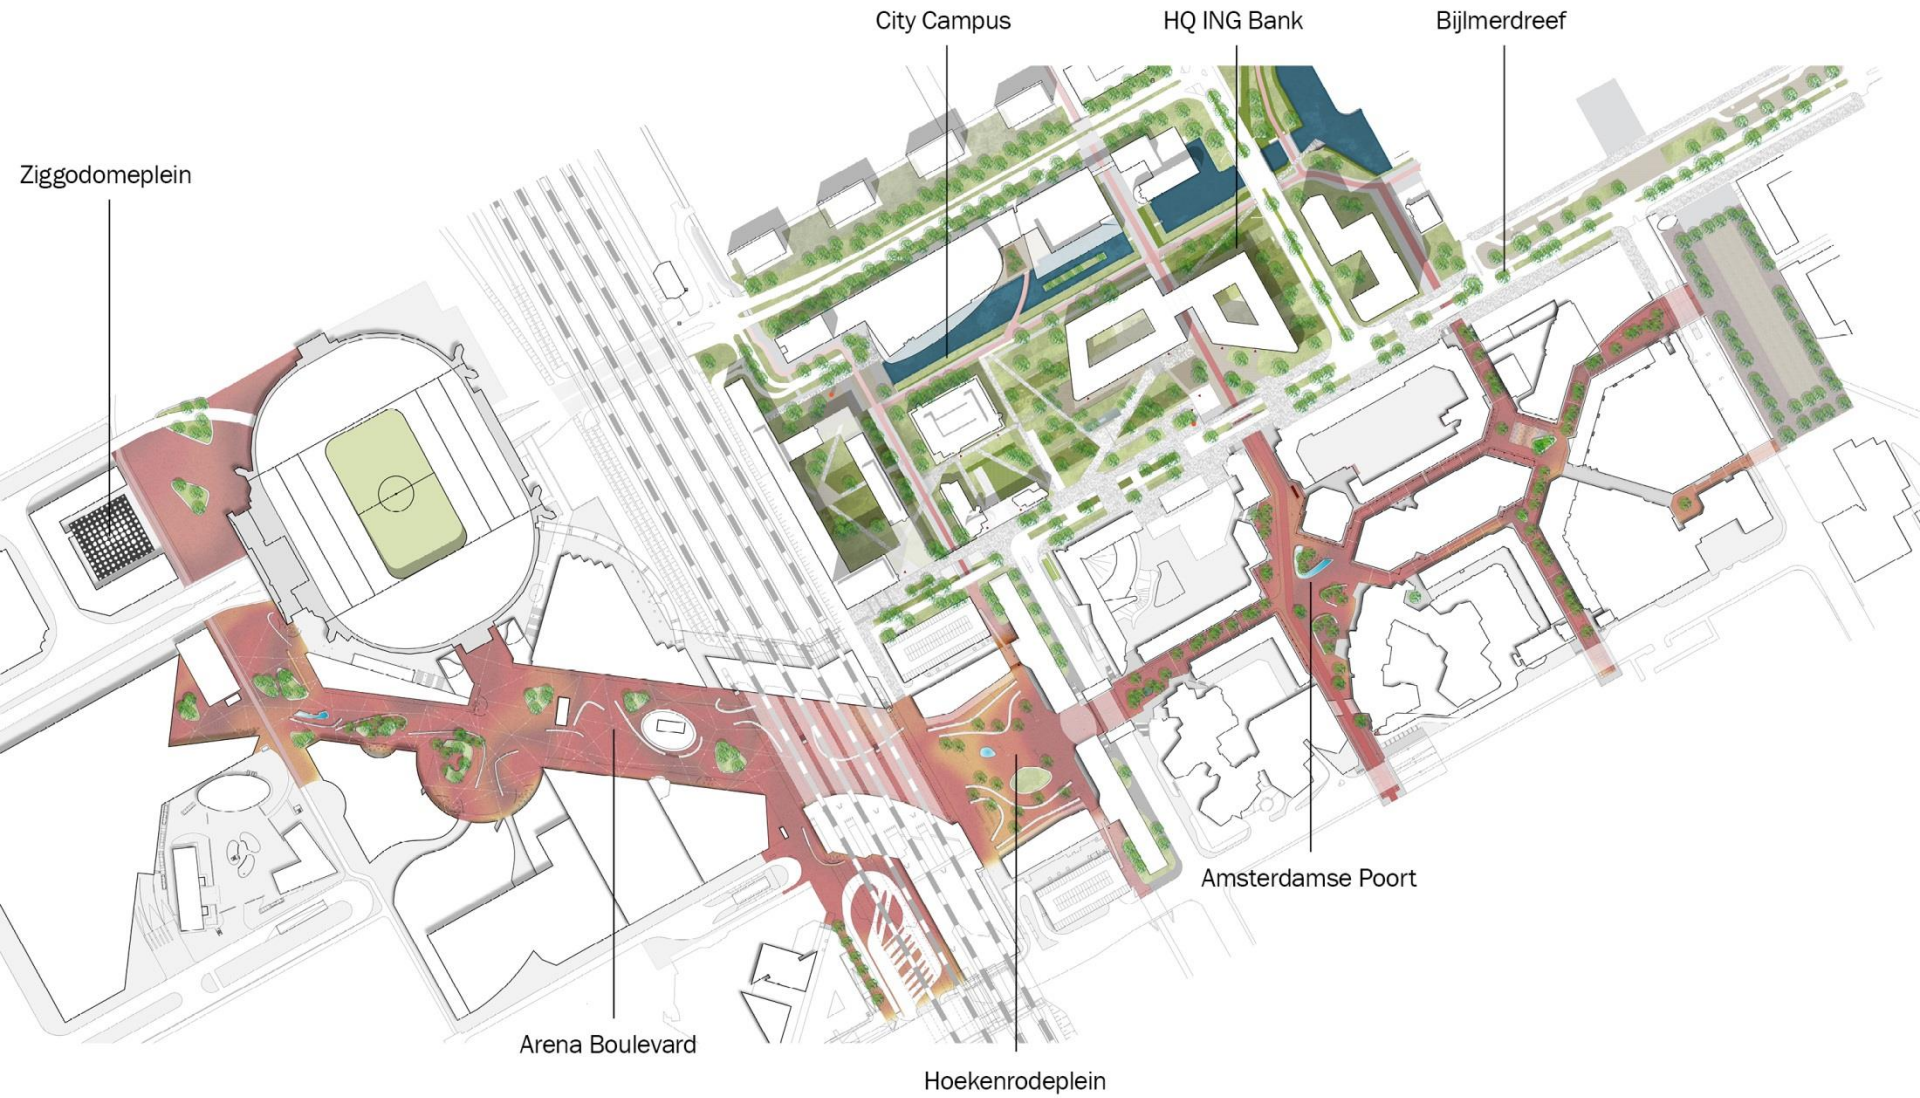 City Campus
HQ ING Bank
Bijlmerdreef
Ziggodomeplein
Amsterdamse Poort
Arena Boulevard
Hoekenrodeplein